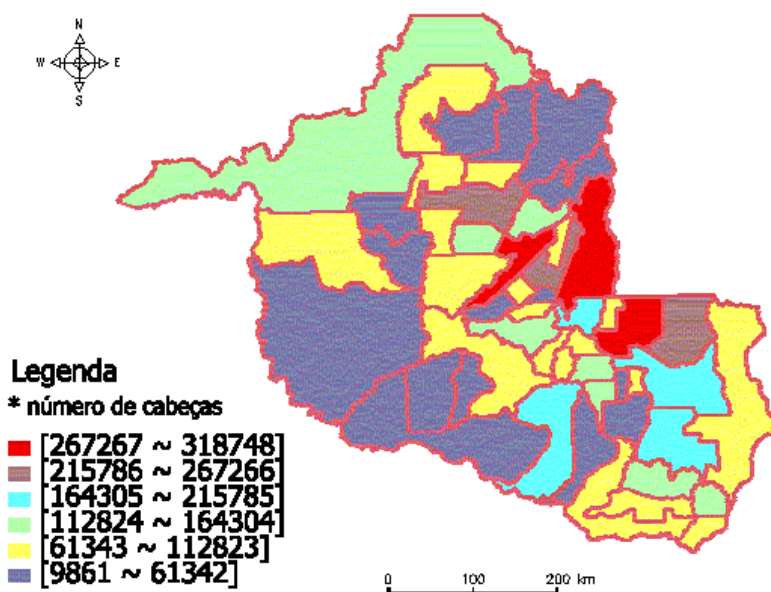 N
W E
S
Legenda
* número de cabeças
[267267 ~ 318748]
[215786 ~ 267266]
[164305 ~ 215785]
[112824 ~ 164304]
[61343 ~ 112823]
[9861 ~ 61342]
0 100 200 km